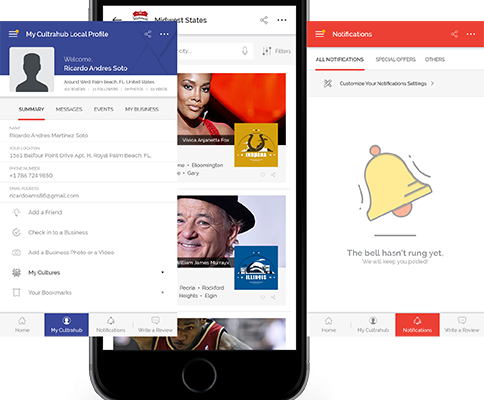 My Cultrahub Local Profile
Welcome,
Ricardo Andres Soto
Around West Palm Beach, FL, United States
SUMMARY
MESSAGES
EVENTS
MY BUSINESS
NAME
Ricardo Andres Martinez Soto
YOUR LOCATION
1361 Balfour Point Drive Apt. H, Royal Palm Beach, FL,
PHONE NUMBER
+1 786 724 9850
EMAIL ADDRESS
ricardoams86@gmail.com
Add a Friend
Check in to a Business
Add a Business Photo or a Video
My Cultures
Your Bookmarks
Home
My Cultrahub
Notifications
Write a Review
Midwest States
city...
Filters
Vivica Anjanetta Fox
INDIANA
Bloomington
Gary
William James Murray
ILLINOIS
Peoria • Rockford
Heights • Elgin
Notifications
ALL NOTIFICATIONS
SPECIAL OFFERS
OTHERS
Customize Your Notifications Settings >
The bell hasn't rung yet.
We will keep you posted!
Home
My Cultrahub
Notifications
Write a Review